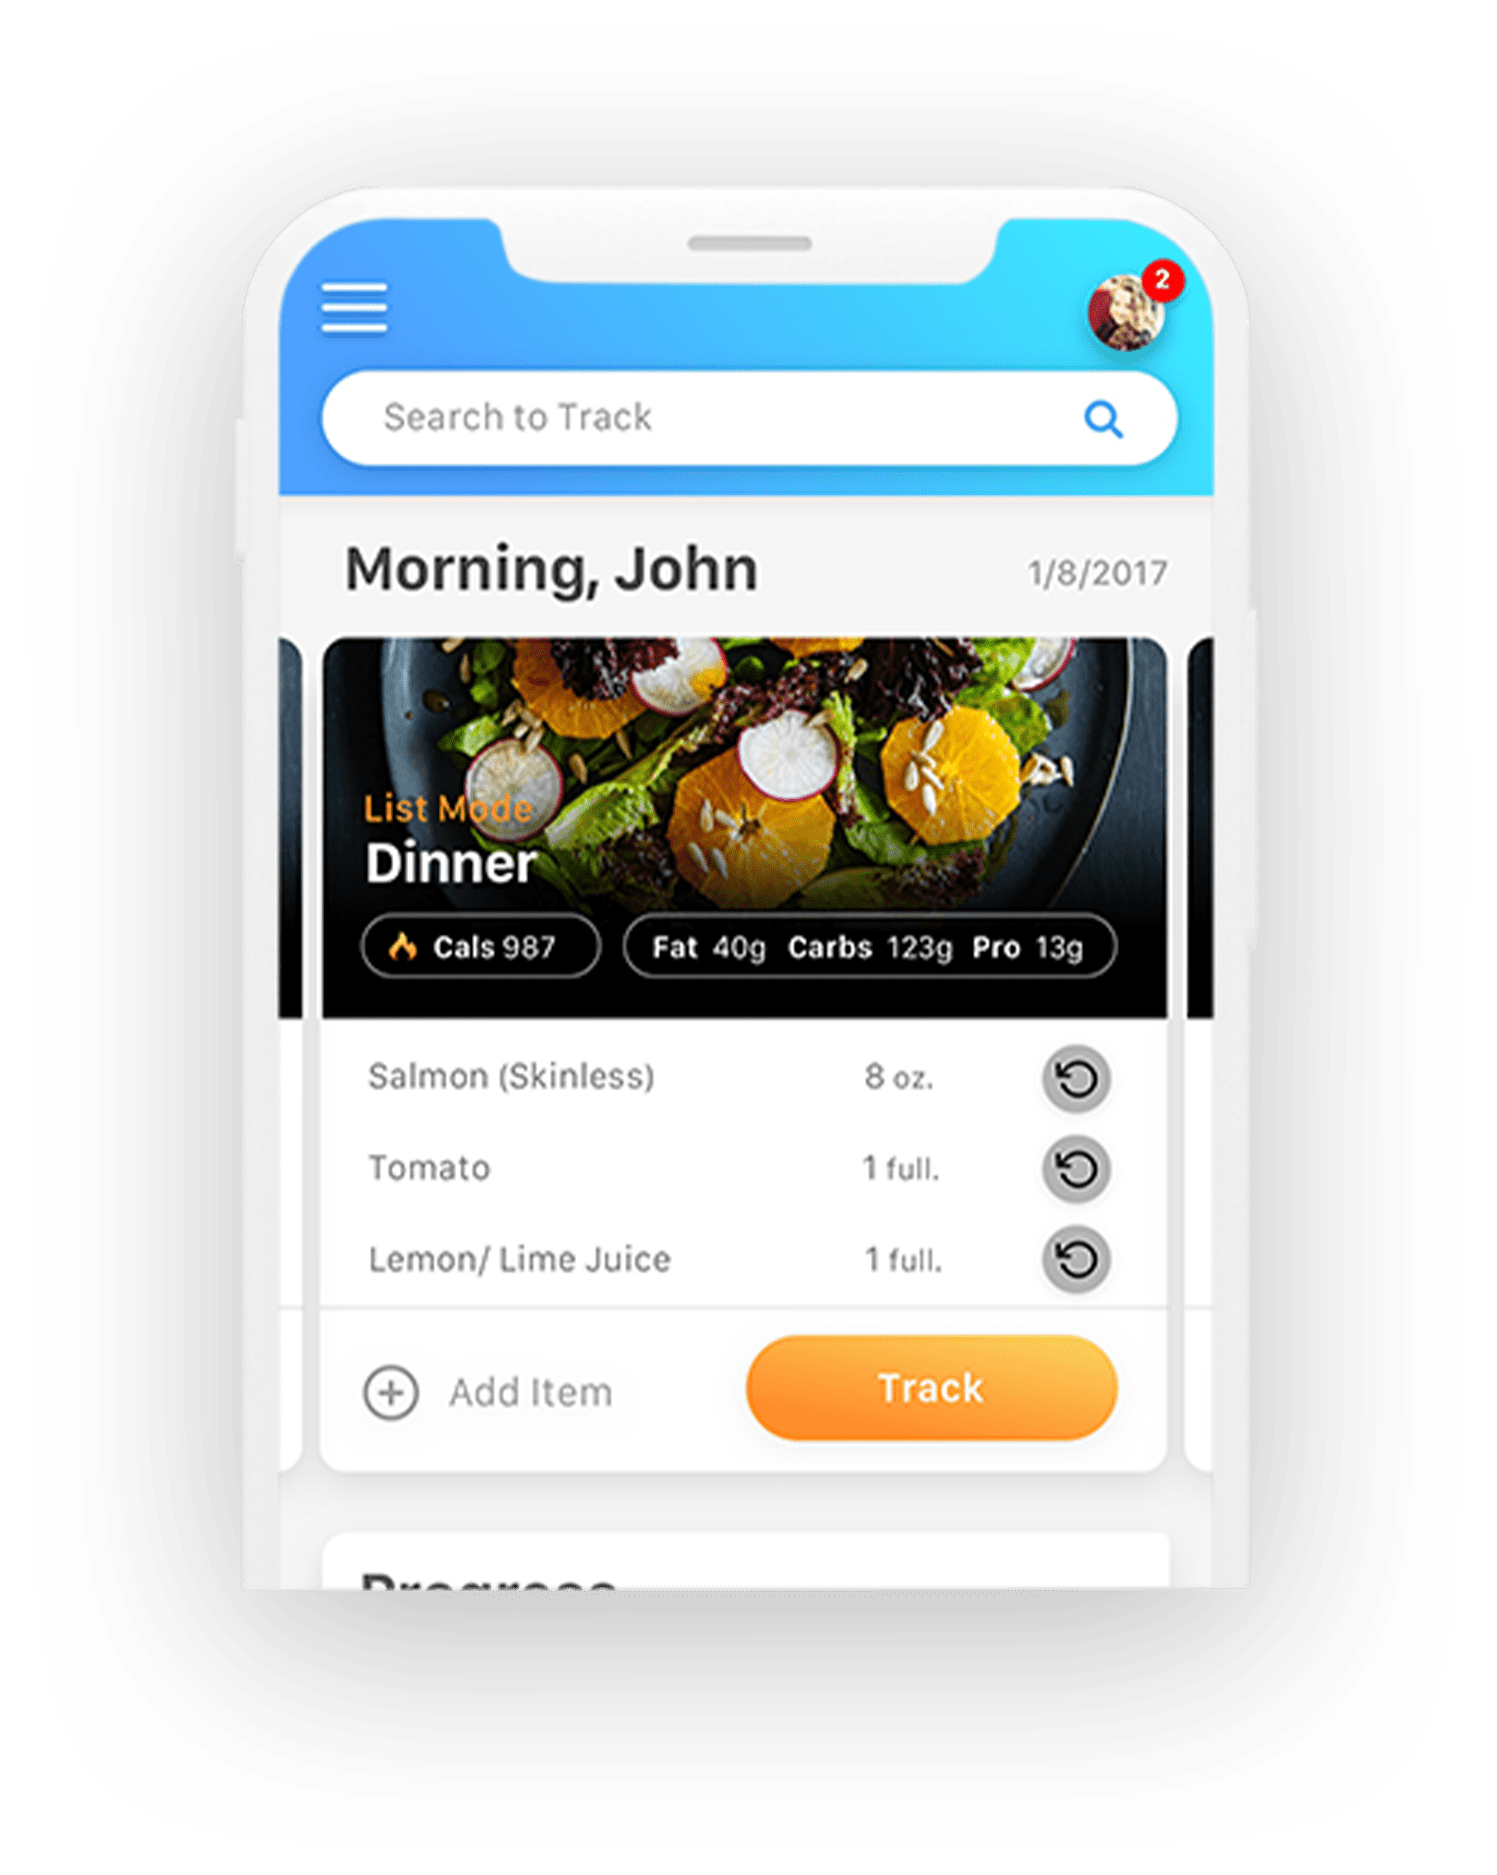 2
Search to Track
Morning, John 1/8/2017
List Mode
Dinner
Cals 987 Fat 40g Carbs 123g Pro 13g
Salmon (Skinless) 8 oz.
Tomato 1 full.
Lemon/ Lime Juice 1 full.
Add Item Track
Progress